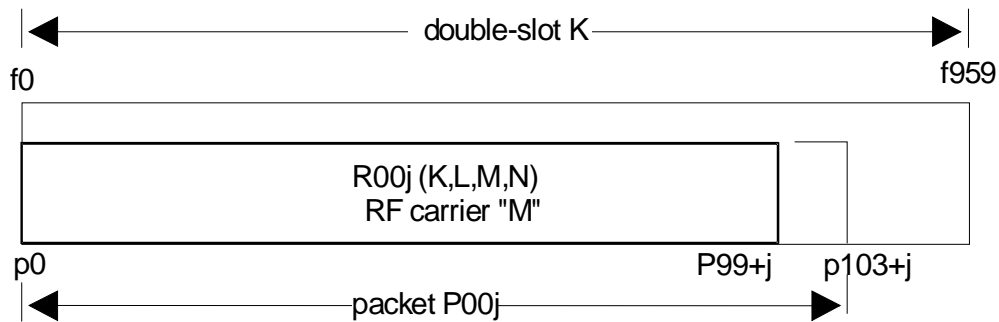 double-slot K
f0
f959
R00j (K,L,M,N)
RF carrier "M"
p0
P99+j
p103+j
packet P00j